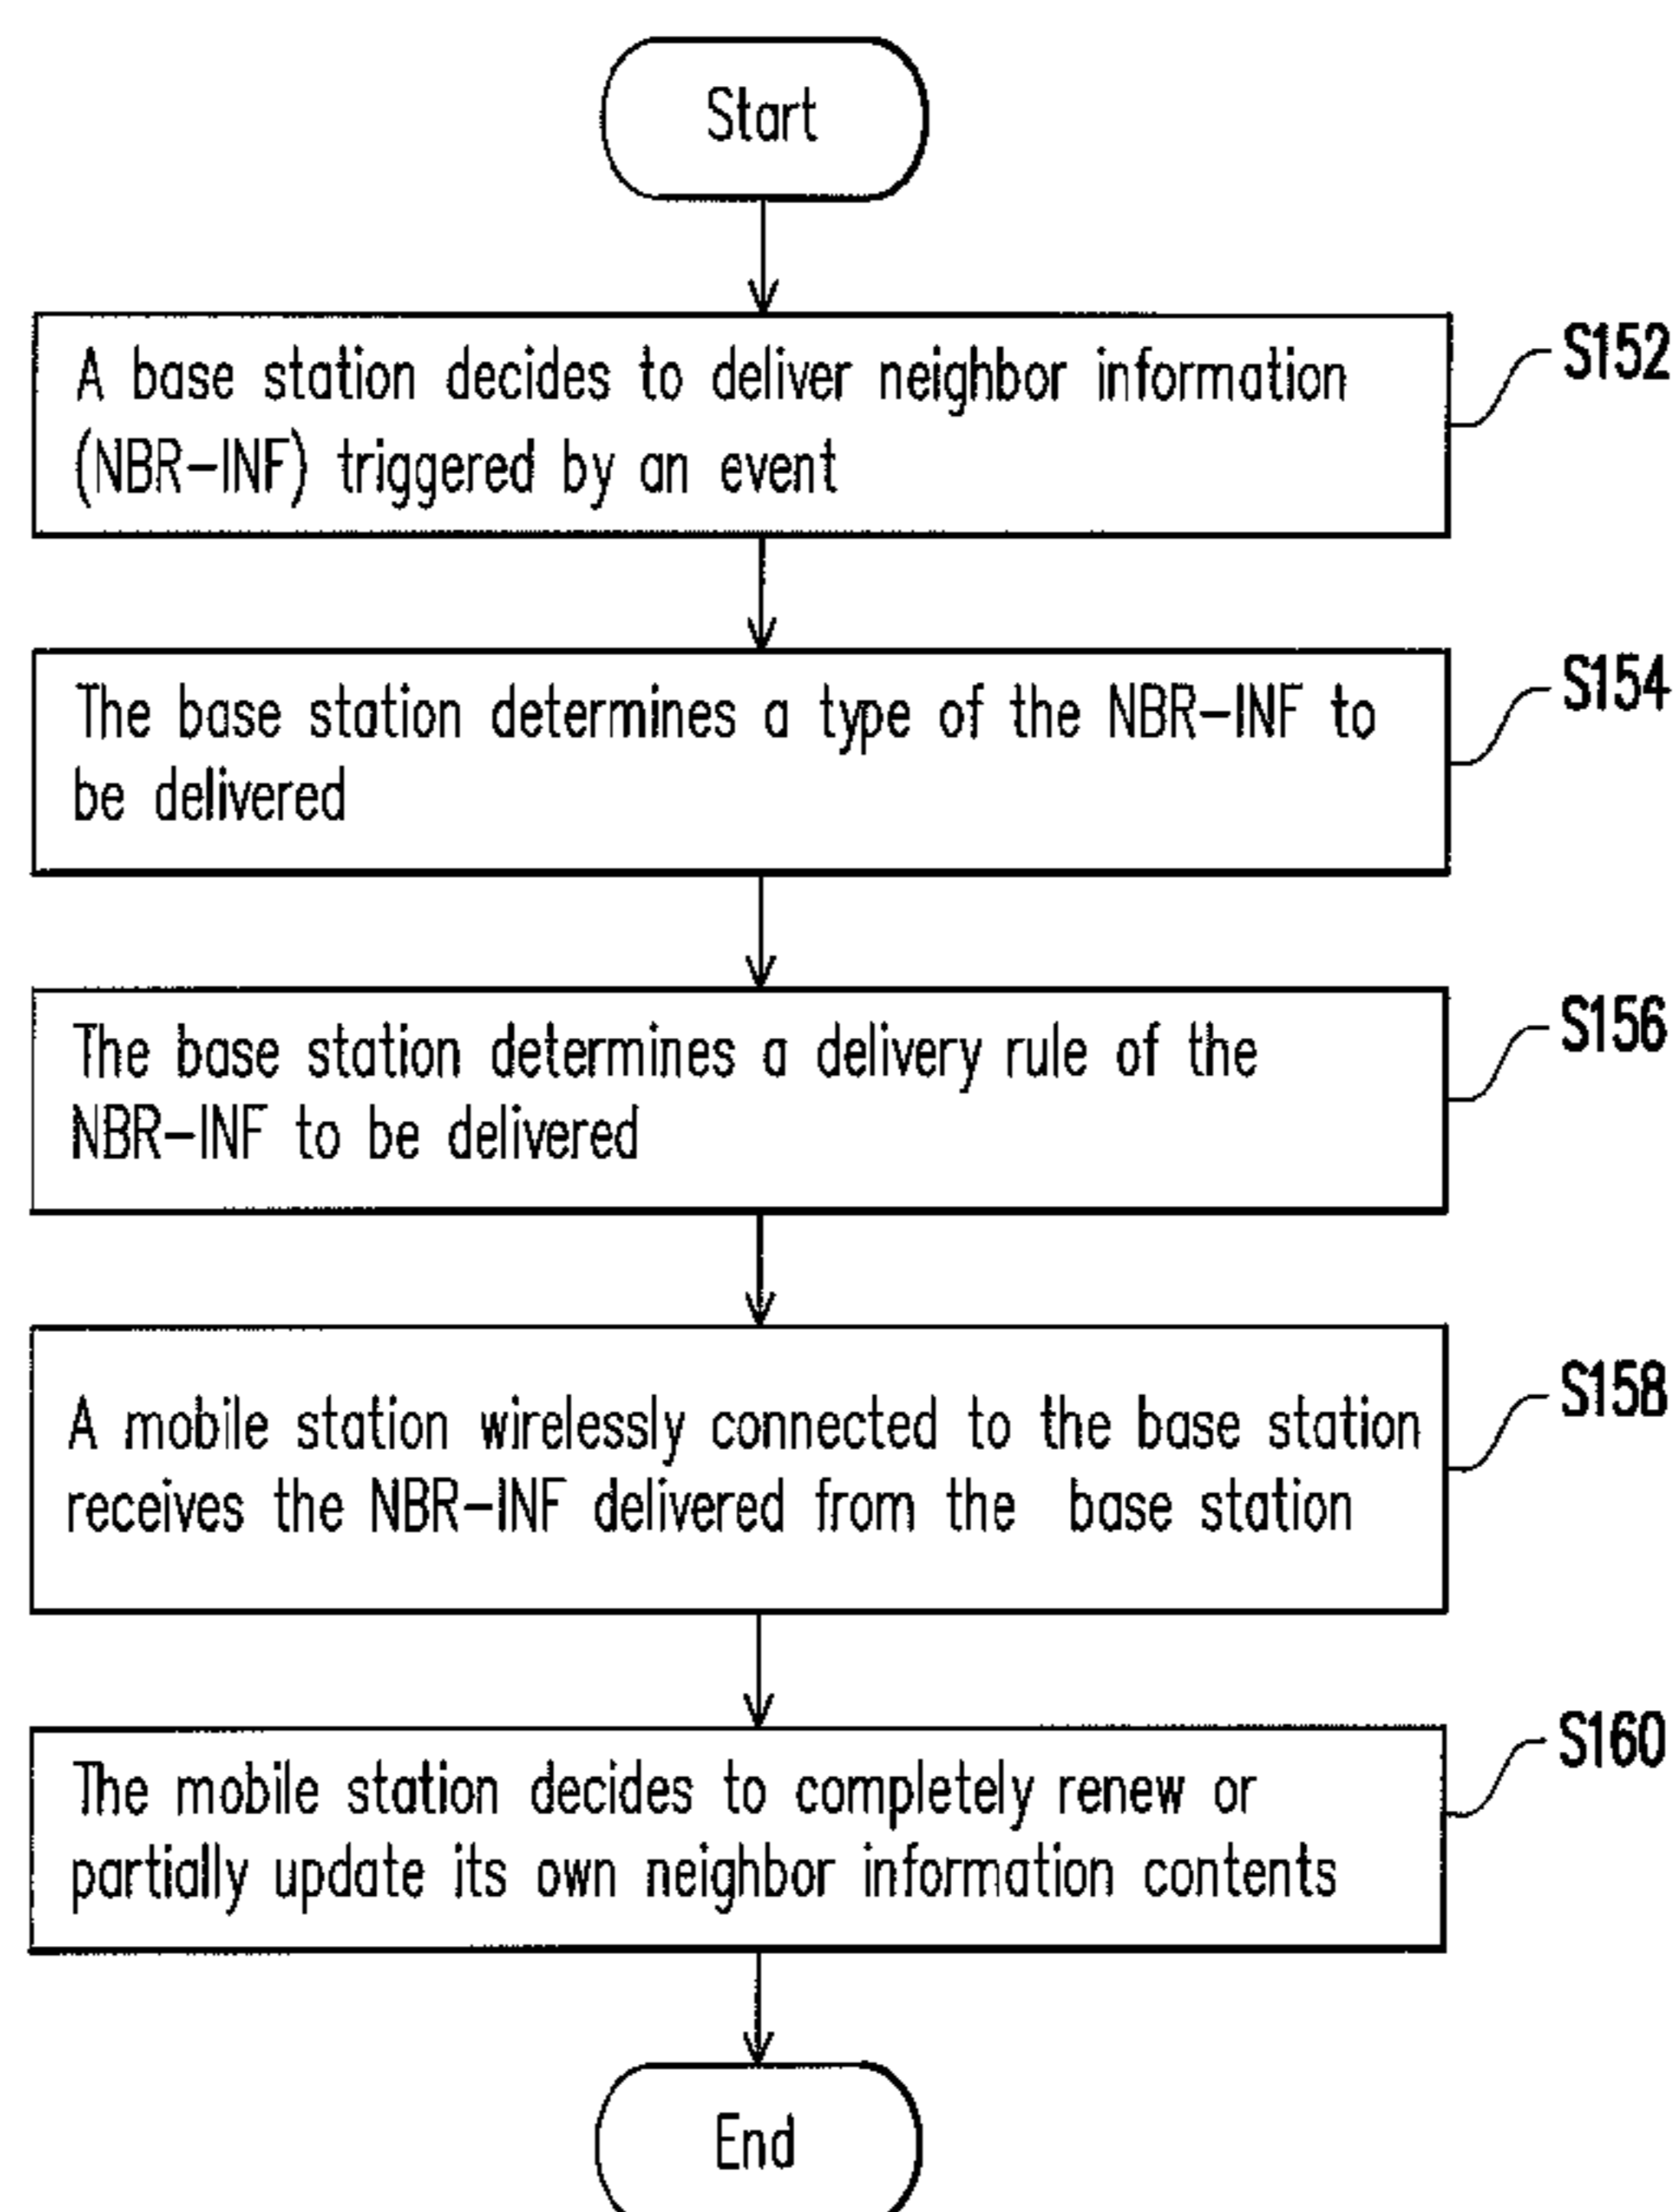 Start
A base station decides to deliver neighbor information
(NBR-INF) triggered by an event
S152
The base station determines a type of the NBR-INF to
be delivered
S154
The base station determines a delivery rule of the
NBR-INF to be delivered
S156
A mobile station wirelessly connected to the base station
receives the NBR-INF delivered from the base station
S158
The mobile station decides to completely renew or
partially update its own neighbor information contents
S160
End